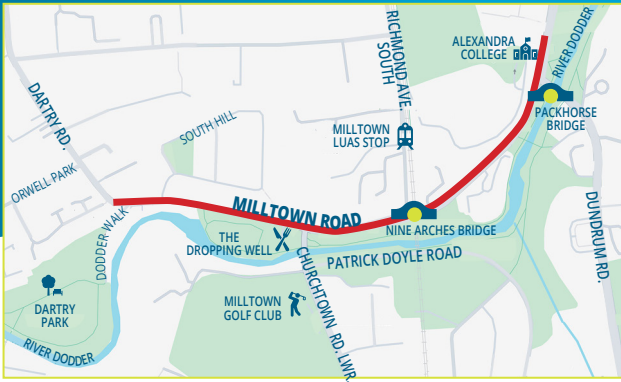 RICHMOND AVE.
SOUTH
ALEXANDRA
COLLEGE
RIVER DODDER
DARTRY RD.
SOUTH HILL
MILLTOWN
LUAS STOP
PACKHORSE
BRIDGE
ORWELL PARK
DODDER WALK
MILLTOWN ROAD
NINE ARCHES BRIDGE
THE
DROPPING WELL
PATRICK DOYLE ROAD
DUNDRUM RD.
CHURCHTOWN RD. LWR.
MILLTOWN
GOLF CLUB
DARTRY
PARK
RIVER DODDER